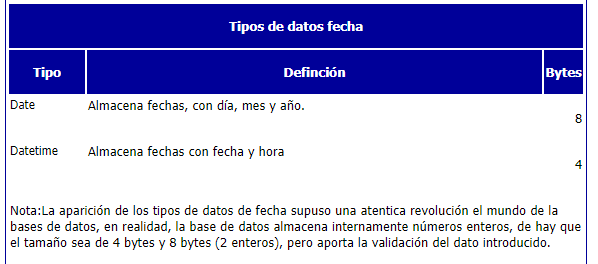 Tipos de datos fecha
Tipo Definción Bytes
Date Almacena fechas, con día, mes y año. 8
Datetime Almacena fechas con fecha y hora 4
Nota:La aparición de los tipos de datos de fecha supuso una atentica revolución el mundo de la
bases de datos, en realidad, la base de datos almacena internamente números enteros, de hay que
el tamaño sea de 4 bytes y 8 bytes (2 enteros), pero aporta la validación del dato introducido.